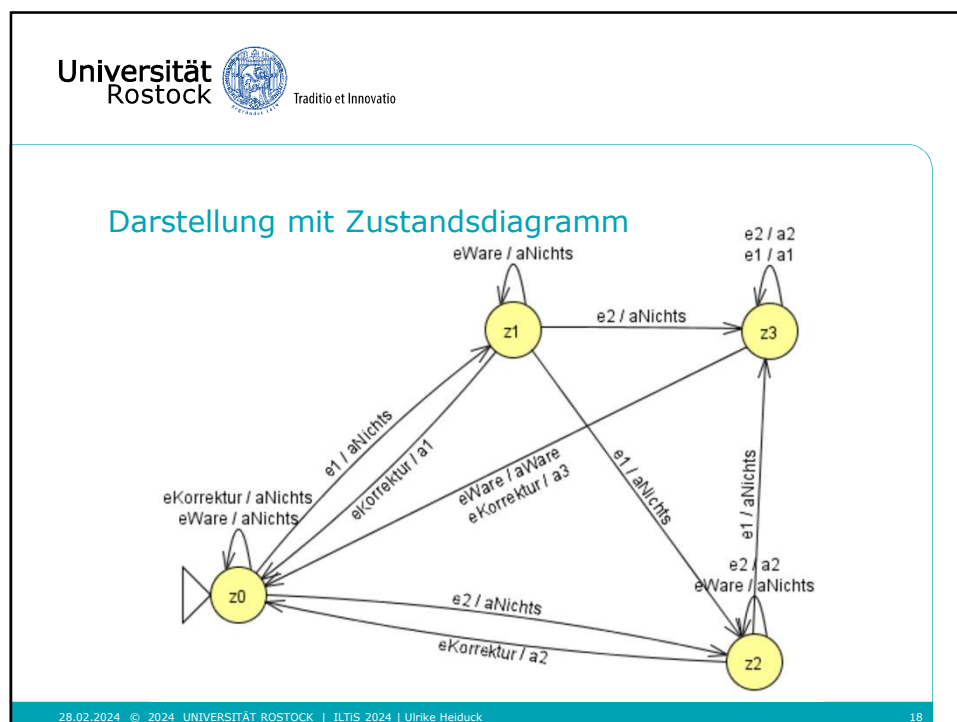 Universität
Rostock
Traditio et Innovatio
Darstellung mit Zustandsdiagramm
eWare / aNichts
e2 / a2
e1 / a1
z1
e2 / aNichts
z3
e1 / aNichts
eKorrektur / a1
eWare / aWare
eKorrektur / a3
e1 / aNichts
e1 / aNichts
eKorrektur / aNichts
eWare / aNichts
e2 / a2
eWare / aNichts
z0
e2 / aNichts
eKorrektur / a2
z2
28.02.2024 © 2024 UNIVERSITÄT ROSTOCK | ILTiS 2024 | Ulrike Heiduck
18